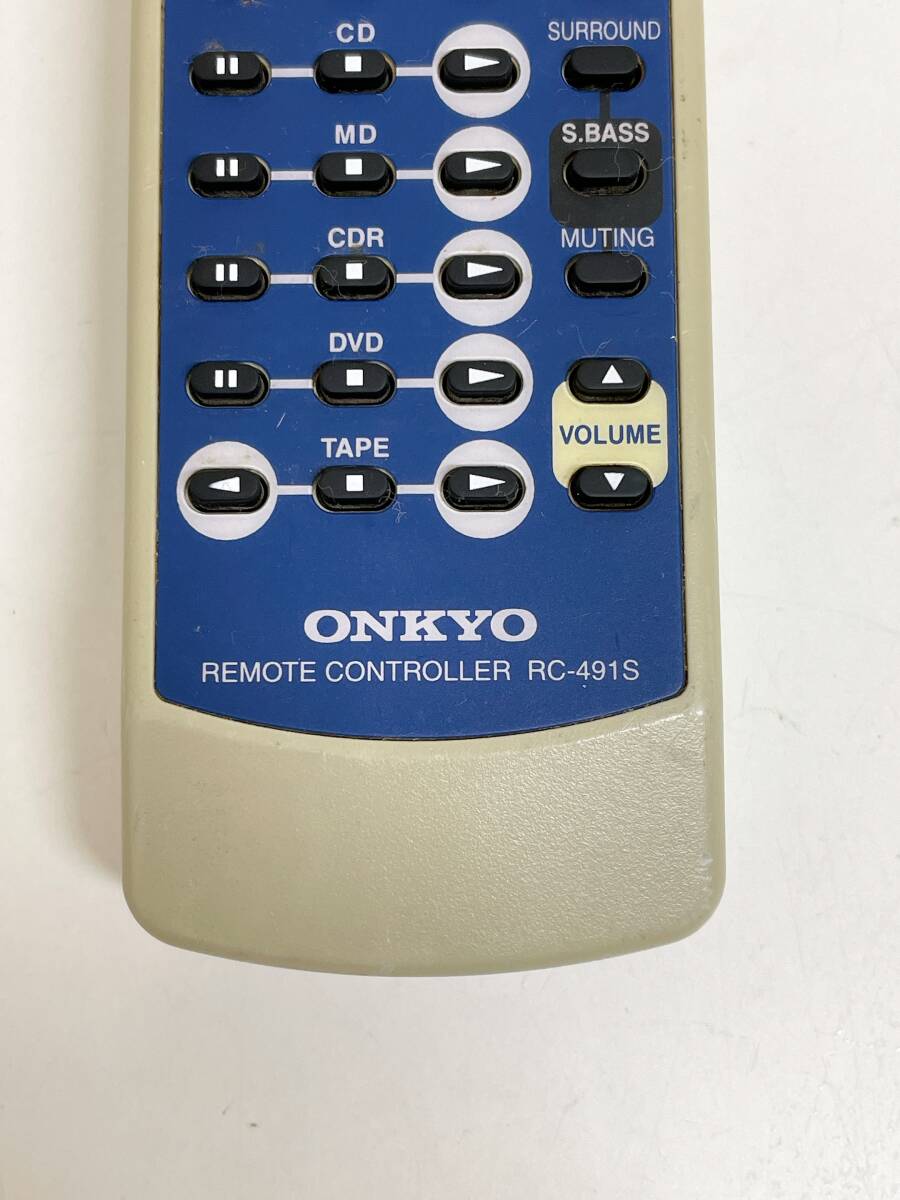 CD
SURROUND
MD
S.BASS
CDR
MUTING
DVD
VOLUME
TAPE
ONKYO
REMOTE CONTROLLER RC-491S